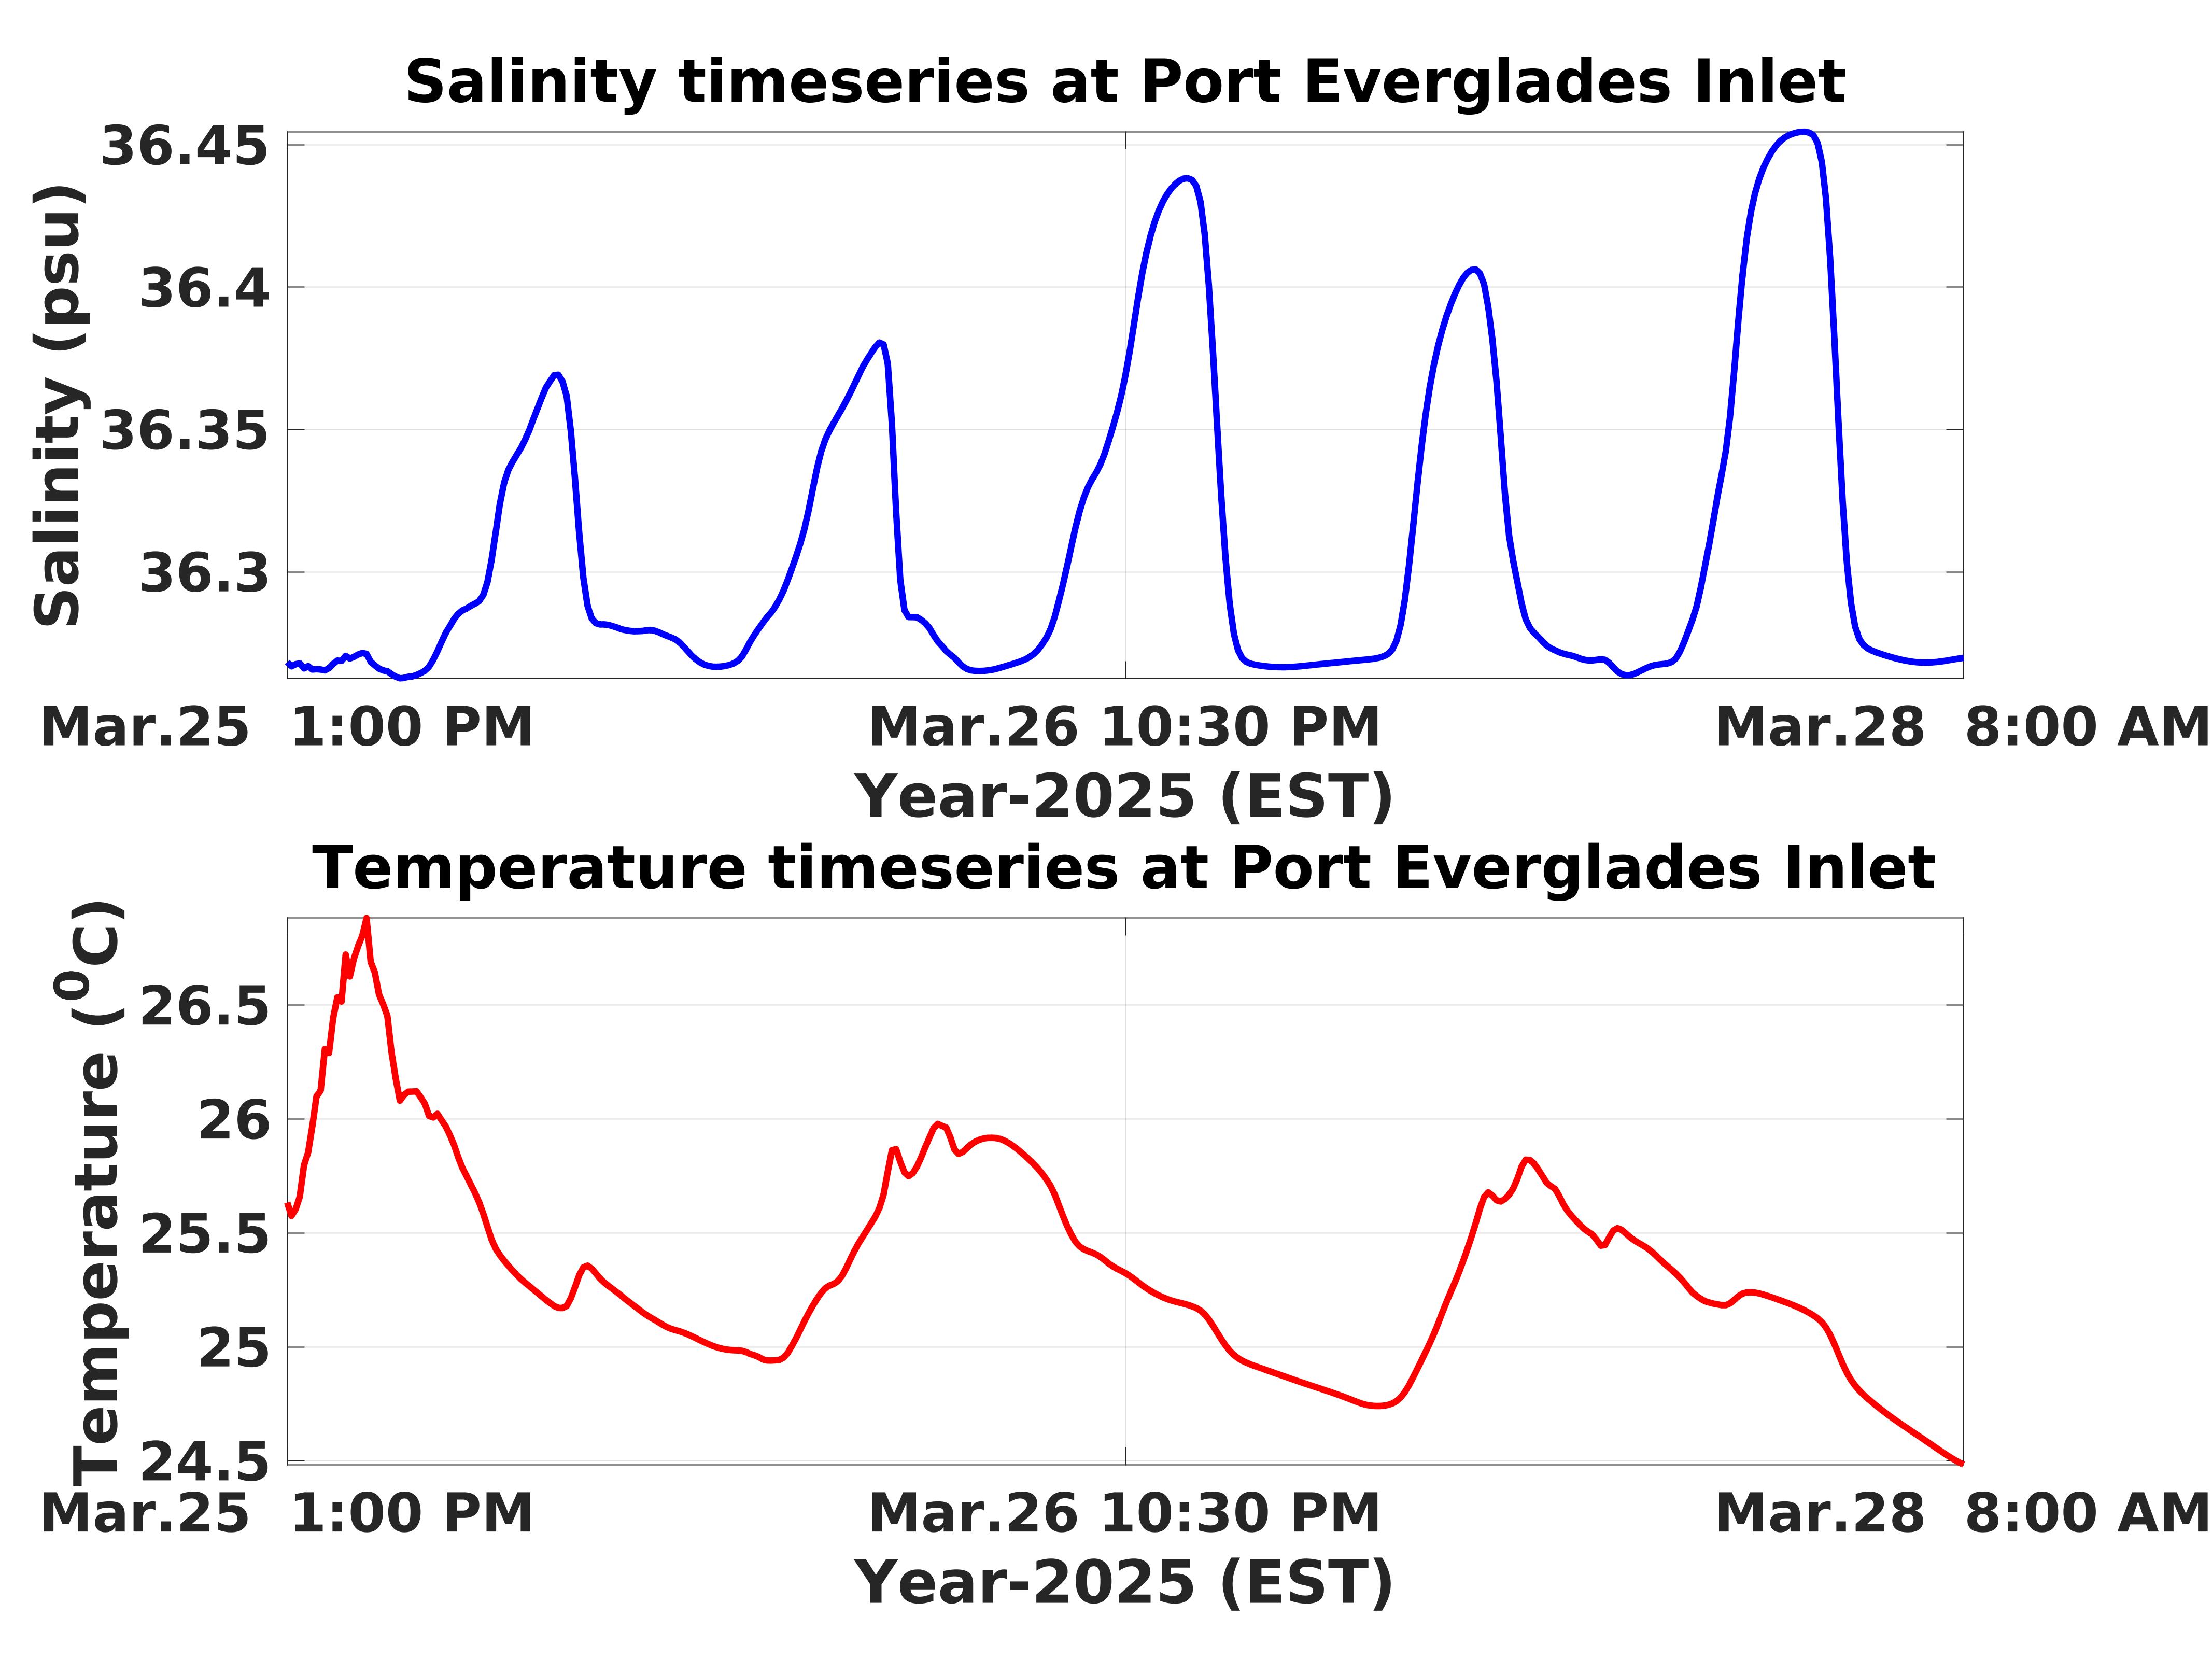 Salinity timeseries at Port Everglades Inlet
36.45
36.4
36.35
36.3
Salinity (psu)
Mar.25  1:00 PM
Mar.26 10:30 PM
Mar.28  8:00 AM
Year-2025 (EST)
Temperature timeseries at Port Everglades Inlet
26.5
26
25.5
25
24.5
Temperature (⁰C)
Mar.25  1:00 PM
Mar.26 10:30 PM
Mar.28  8:00 AM
Year-2025 (EST)